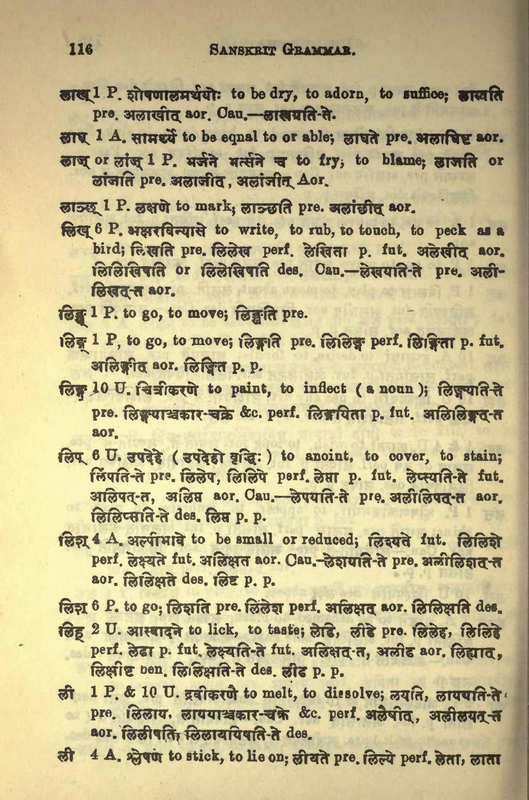 116 SANSKRIT GRAMMAR.
लाख् 1 P. शोषणालमर्थयोः to be dry, to adorn, to suffice; लाखति
pre. अलाखीत् aor. Cau.—लाखयति-ते.
लाघ् 1 A. सामर्थ्ये to be eqnal to or able; लाघते pre. अलाघिष्ट aor.
लाज् or लांज् 1 P. भर्जने भर्त्सने च to fry, to blame; लाजति or
लांजति pre. अलाजीत्, अलांजीत् Aor.
लाञ्छ् 1 P. लक्षणे to mark; लाञ्छति pre. अलांछीत् aor.
लिख् 6 P. अक्षरविन्यासे to write, to rub, to touch, to peck as a
bird; लिखति pre. लिलेख perf. लेखिता p. fut. अलेखीत् aor.
लिलिखिषति or लिलेखिषति des. Cau.—लेखयति-ते pre. अली-
लिखत्-त aor.
लिङ्ख् 1 P. to go, to move; लिङ्खति pre.
लिङ्ग् 1 P, to go, to move; लिङ्गति pre. लिलिङ्ग perf. लिङ्गिता p. fut.
अलिङ्गीत् aor. लिङ्गित p. p.
लिङ्ग् 10 U. चित्रीकरणे to paint, to inflect ( a noun ); लिङ्गयति-ते
pre. लिङ्गयाञ्चकार-चक्रे &c. perf. लिङ्गयिता p. fut. अलिलिङ्गत्-त
aor.
लिप् 6 U. उपदेहे ( उपदेहो वृद्धिः ) to anoint, to cover, to stain;
लिंपति-ते pre. लिलेप, लिलिपे perf. लेप्ता p. fut. लेप्स्यति-ते fut.
अलिपत्-त, अलिप्त aor. Cau.—लेपयति-ते pre. अलीलिपत्-त aor.
लिलिप्सति-ते des. लिप्त p. p.
लिश् 4 A. अल्पीभावे to be small or reduced; लिश्यते fut. लिलिशे
perf. लेक्ष्यते fut. अलिक्षत aor. Cau.—लेशयति-ते pre. अलीलिशत्-त
aor. लिलिक्षते des. लिष्ट p. p.
लिश् 6 P. to go; लिशति pre. लिलेश perf. अलिक्षत् aor. लिलिक्षति des.
लिह् 2 U. आस्वादने to lick, to taste; लेढि, लीढे pre. लिलेह, लिलिहे
perf. लेढा p. fut. लेक्ष्यति-ते fut. अलिक्षत्-त, अलीढ aor. लिह्यात्,
लिक्षीष्ट ben. लिलिक्षति-ते des. लीढ p. p.
ली 1 P. & 10 U. द्रवीकरणे to melt, to dissolve; लयति, लाययति-ते
pre. लिलाय, लाययाञ्चकार-चक्रे &c. perf. अलैषीत्, अलीलयत्-त
aor. लिलीषति, लिलाययिषति-ते des.
ली 4 A. श्लेषणे to stick, to lie on; लीयते pre. लिल्ये perf. लेता, लाता